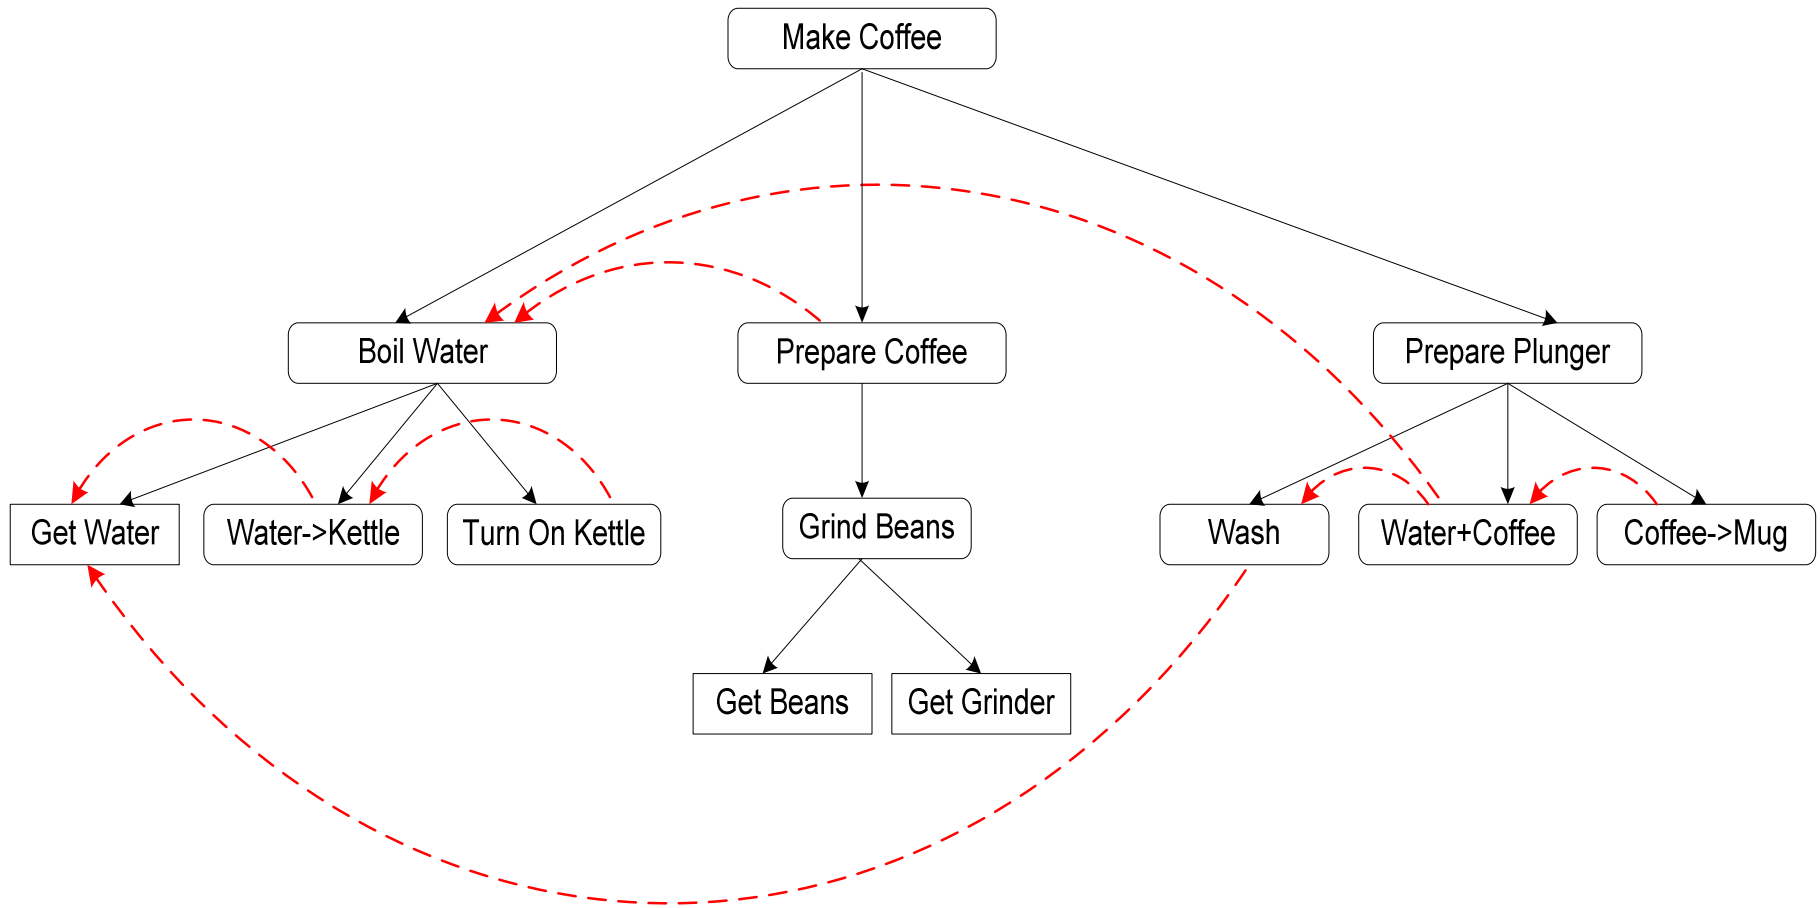 Make Coffee
Boil Water
Prepare Coffee
Prepare Plunger
Get Water
Water->Kettle
Turn On Kettle
Grind Beans
Wash
Water+Coffee
Coffee->Mug
Get Beans
Get Grinder